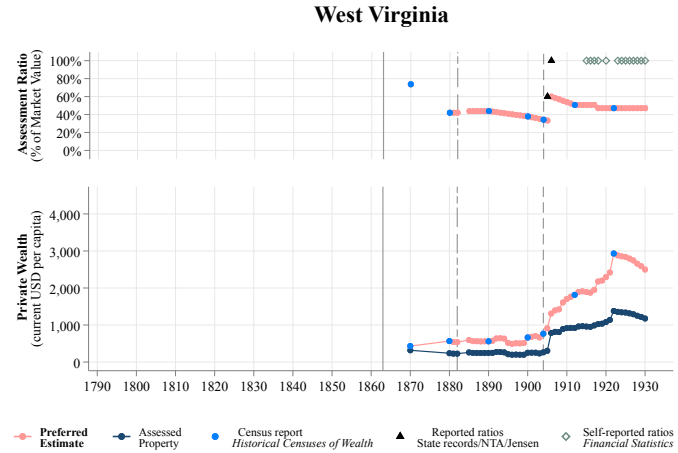 West Virginia
Assessment Ratio
(% of Market Value)
100%
80%
60%
40%
20%
0%
Private Wealth
(current USD per capita)
4,000
3,000
2,000
1,000
0
1790 1800 1810 1820 1830 1840 1850 1860 1870 1880 1890 1900 1910 1920 1930
Preferred
Estimate
Assessed
Property
Census report
Historical Censuses of Wealth
Reported ratios
State records/NTA/Jensen
Self-reported ratios
Financial Statistics